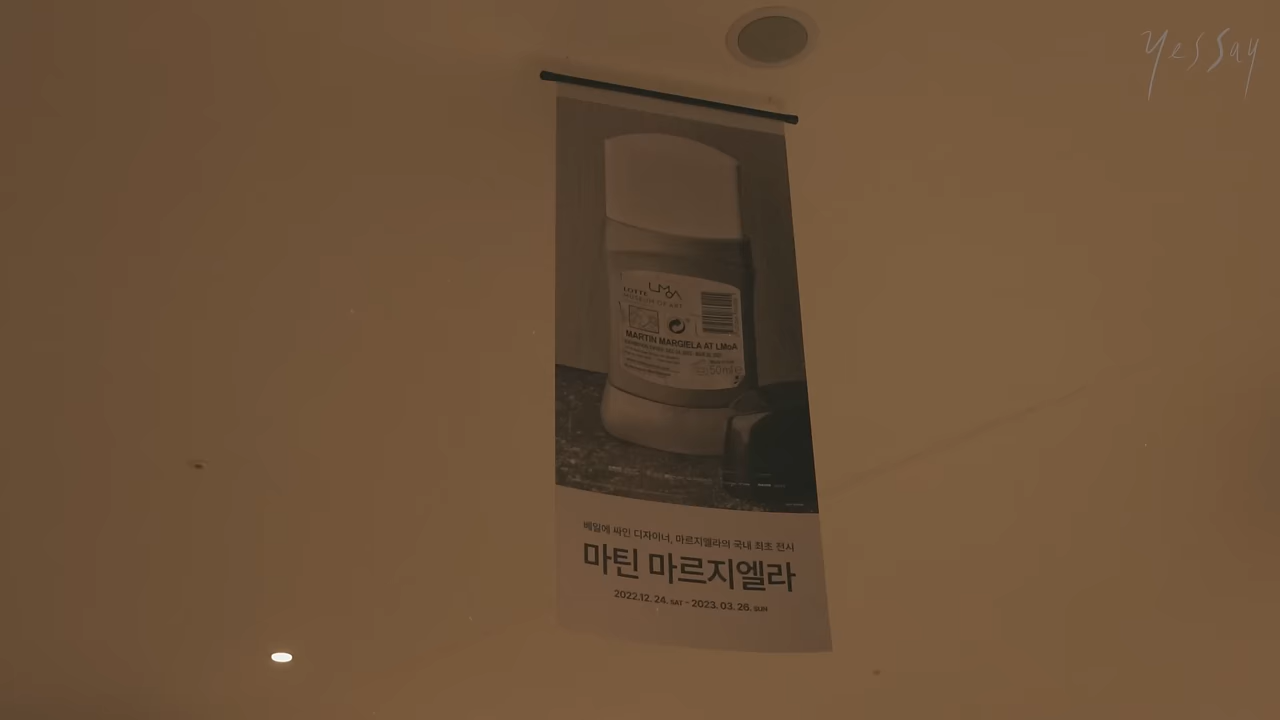 yessay
LMoA
LOTTE
MUSEUM OF ART
MARTIN MARGIELA AT LMoA
50ml e
베일에 싸인 디자이너, 마르지엘라의 국내 최초 전시
마틴 마르지엘라
2022.12. 24. SAT - 2023. 03. 26. SUN